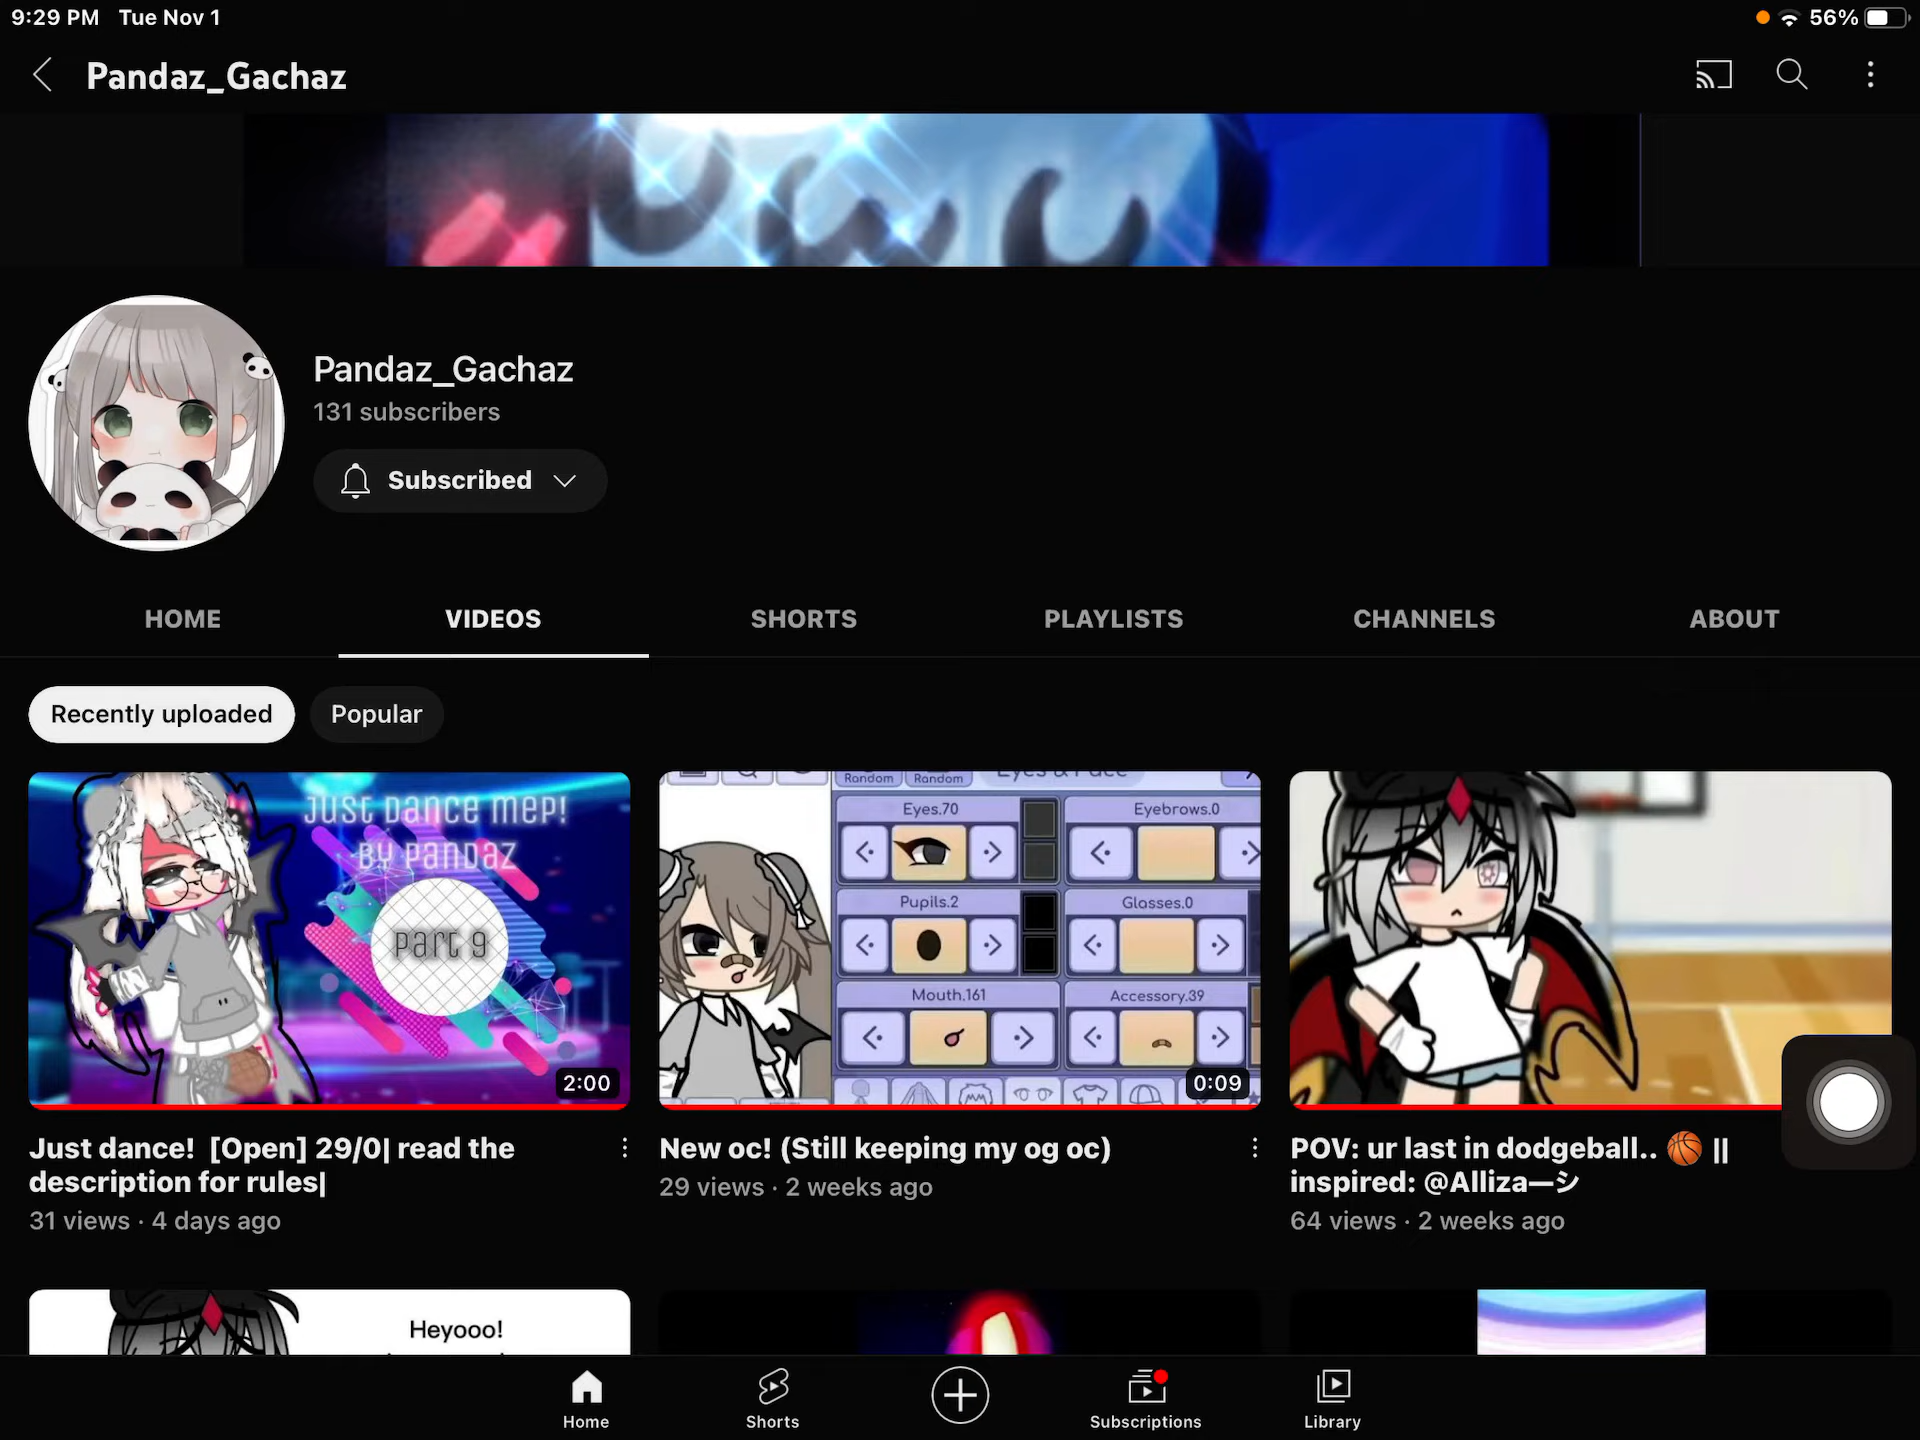 9:29 PM Tue Nov 1
56%
Pandaz_Gachaz
Pandaz_Gachaz
131 subscribers
Subscribed
HOME VIDEOS SHORTS PLAYLISTS CHANNELS ABOUT
Recently uploaded Popular
JUST DANCE MEP!
BY PANDAZ
PART 9
2:00
Random Random Eyes & Face
Eyes.70 Eyebrows.0
Pupils.2 Glasses.0
Mouth.161 Accessory.39
0:09
Just dance! [Open] 29/0| read the
description for rules|
31 views · 4 days ago
New oc! (Still keeping my og oc)
29 views · 2 weeks ago
POV: ur last in dodgeball.. 🏀 ||
inspired: @Alliza—シ
64 views · 2 weeks ago
Heyooo!
Home Shorts Subscriptions Library